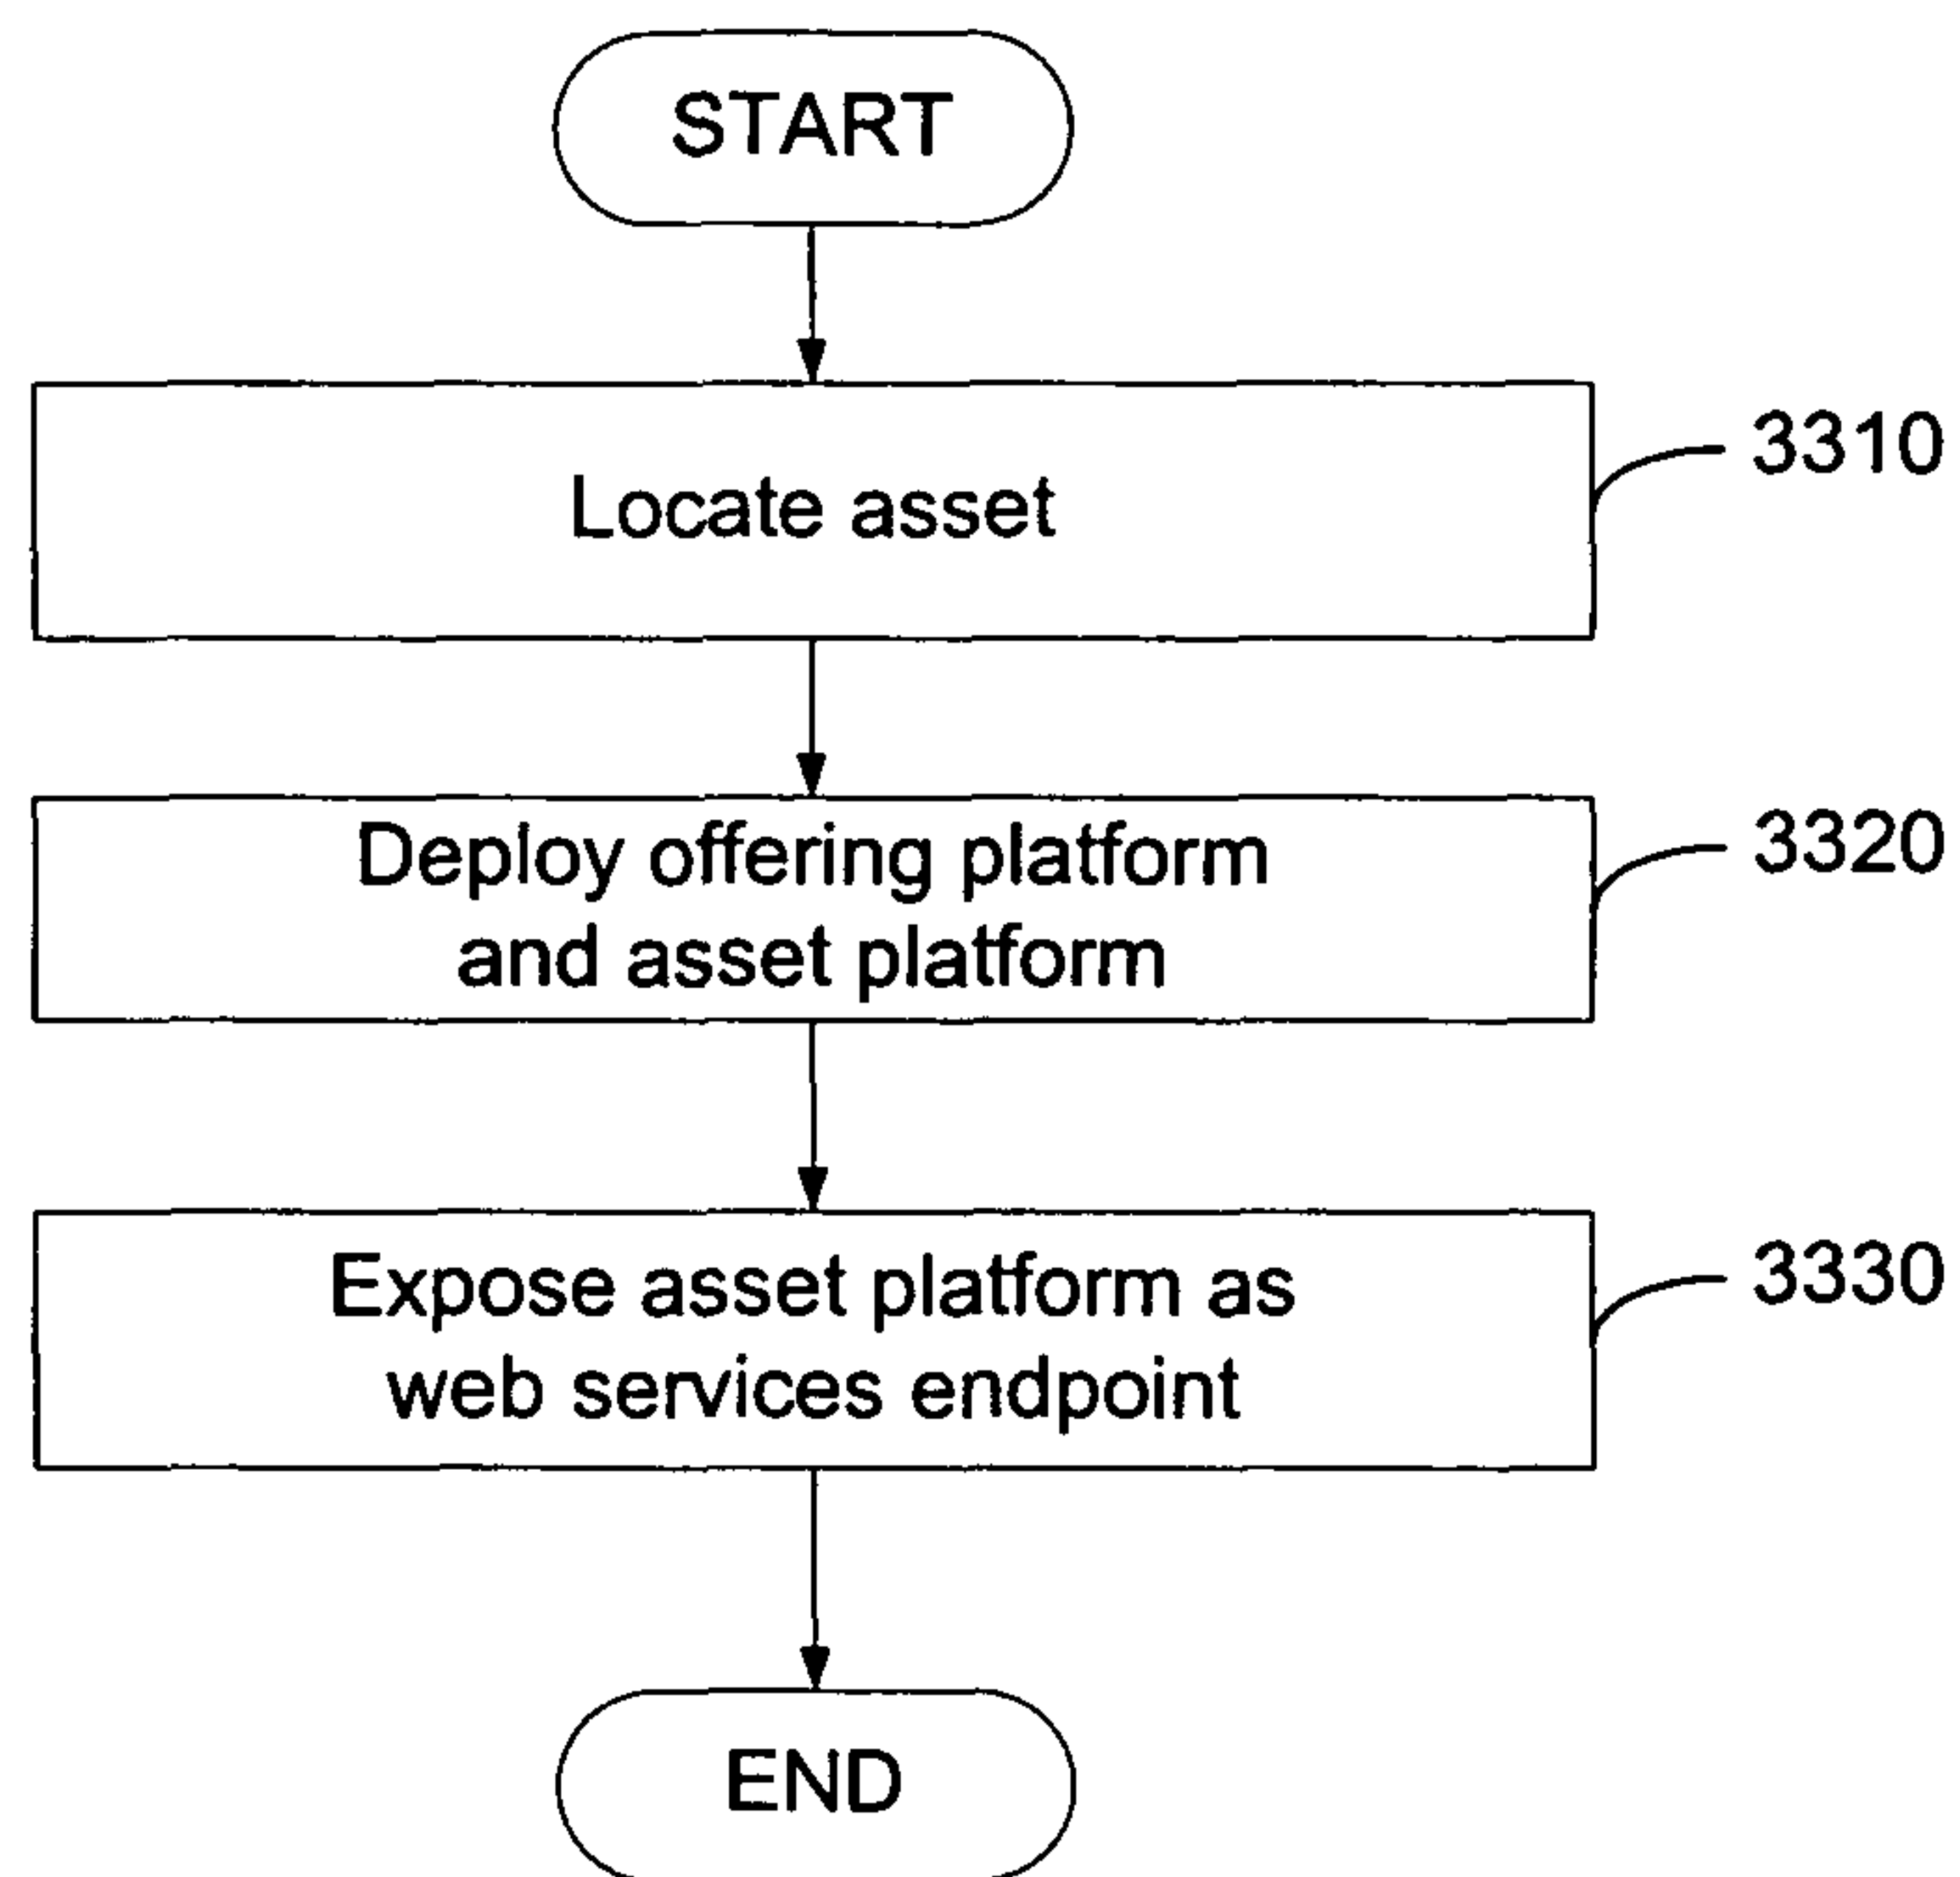 START
Locate asset
3310
Deploy offering platform
and asset platform
3320
Expose asset platform as
web services endpoint
3330
END